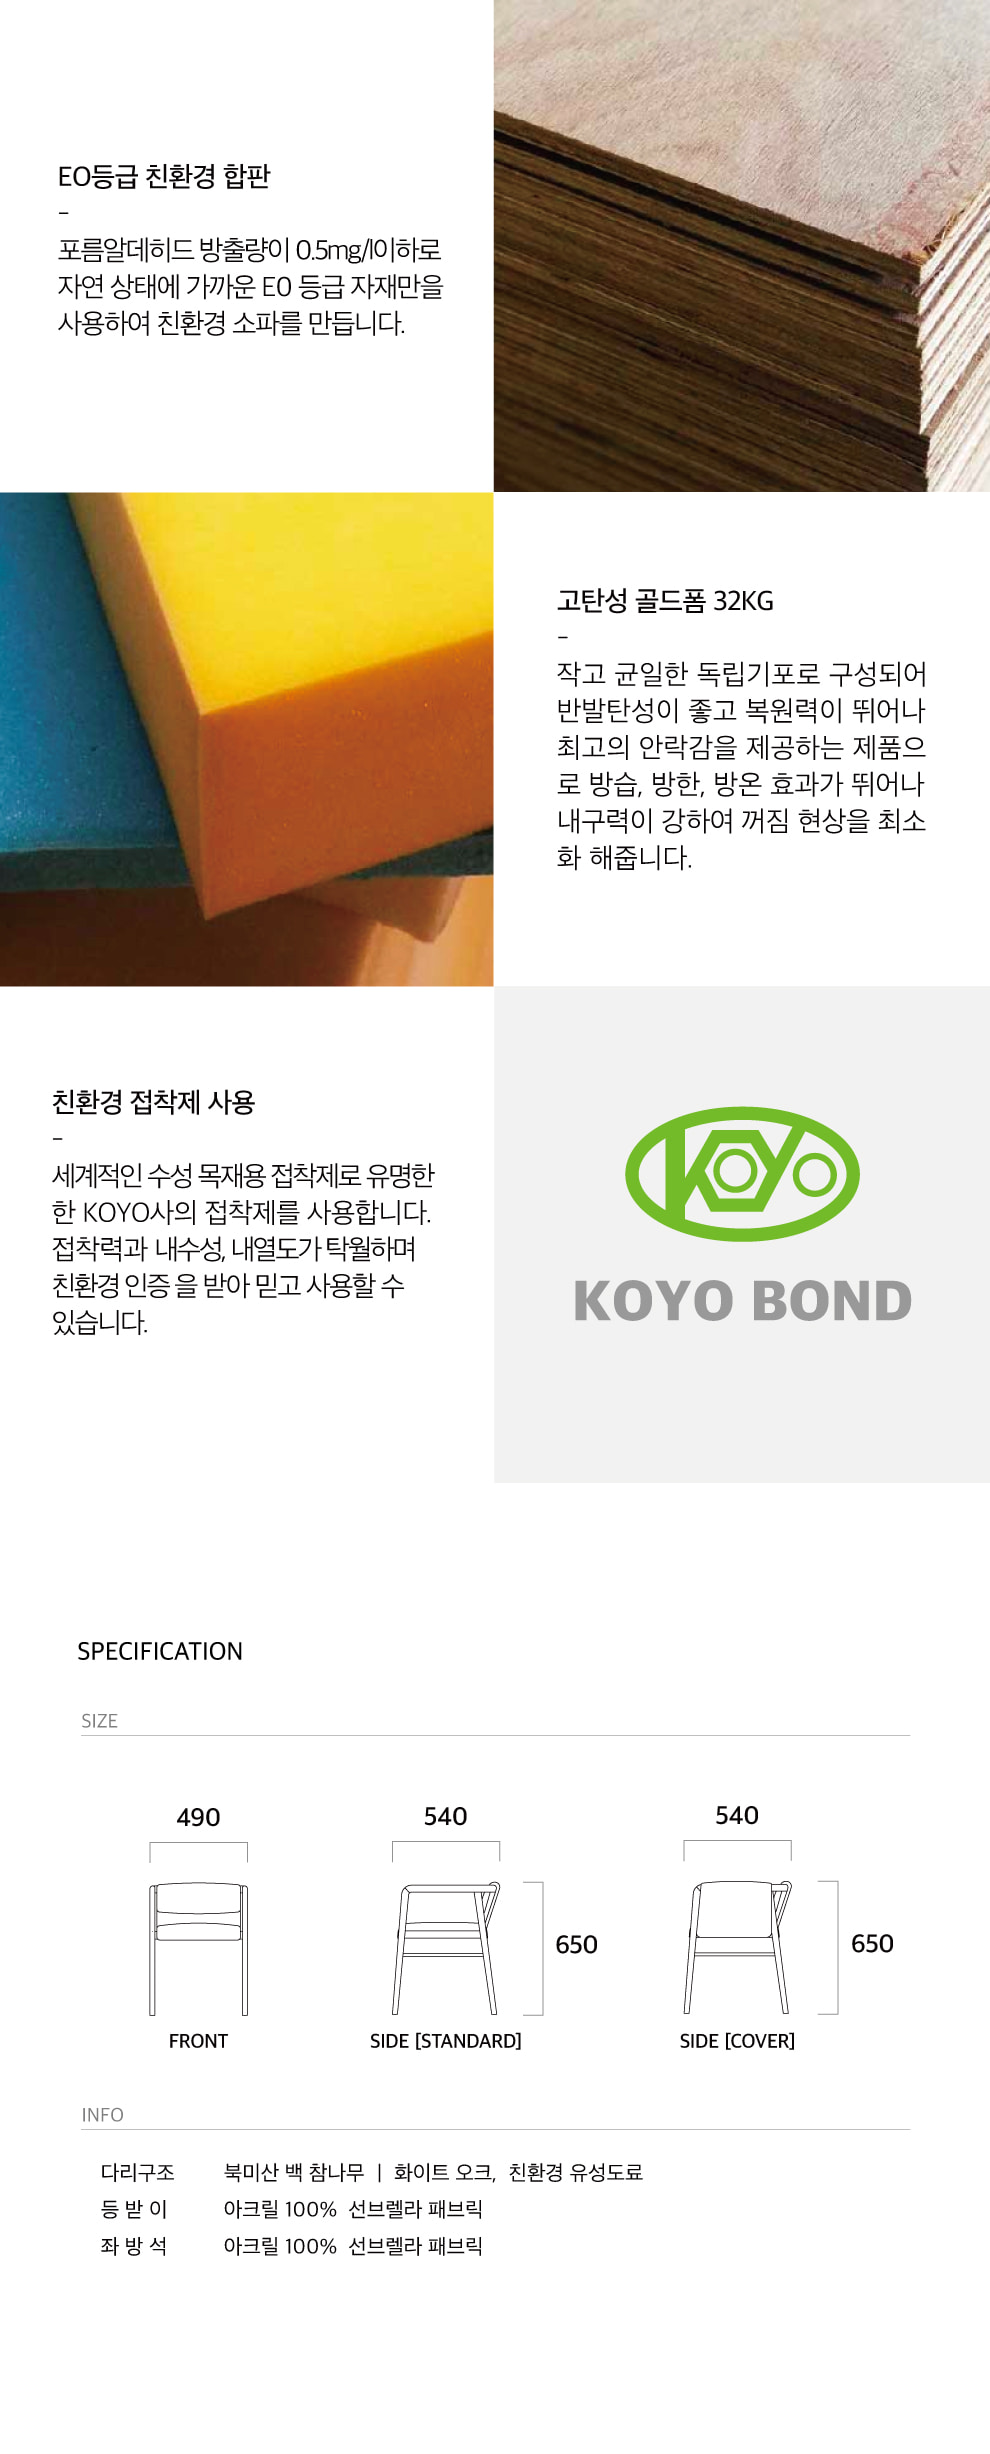 EO등급 친환경 합판
-
포름알데히드 방출량이 0.5mg/l이하로
자연 상태에 가까운 E0 등급 자재만을
사용하여 친환경 소파를 만듭니다.
고탄성 골드폼 32KG
-
작고 균일한 독립기포로 구성되어
반발탄성이 좋고 복원력이 뛰어나
최고의 안락감을 제공하는 제품으
로 방습, 방한, 방온 효과가 뛰어나
내구력이 강하여 꺼짐 현상을 최소
화 해줍니다.
친환경 접착제 사용
-
세계적인 수성 목재용 접착제로 유명한
한 KOYO사의 접착제를 사용합니다.
접착력과 내수성, 내열도가 탁월하며
친환경 인증 을 받아 믿고 사용할 수
있습니다.
KOYO
KOYO BOND
SPECIFICATION
SIZE
490
540
540
650
650
FRONT
SIDE [STANDARD]
SIDE [COVER]
INFO
다리구조 북미산 백 참나무 | 화이트 오크, 친환경 유성도료
등 받 이 아크릴 100% 선브렐라 패브릭
좌 방 석 아크릴 100% 선브렐라 패브릭